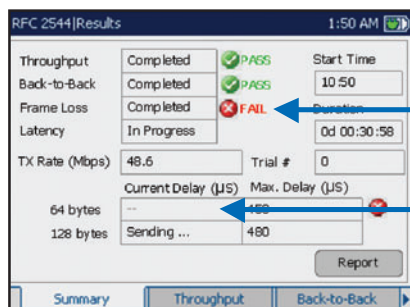 RFC 2544|Results 1:50 AM
Throughput Completed PASS Start Time
Back-to-Back Completed PASS 10:50
Frame Loss Completed FAIL Duration
Latency In Progress 0d 00:30:58
TX Rate (Mbps) 48.6 Trial # 0
Current Delay (µS) Max. Delay (µS)
64 bytes --
128 bytes Sending ... 480
Report
Summary Throughput Back-to-Back